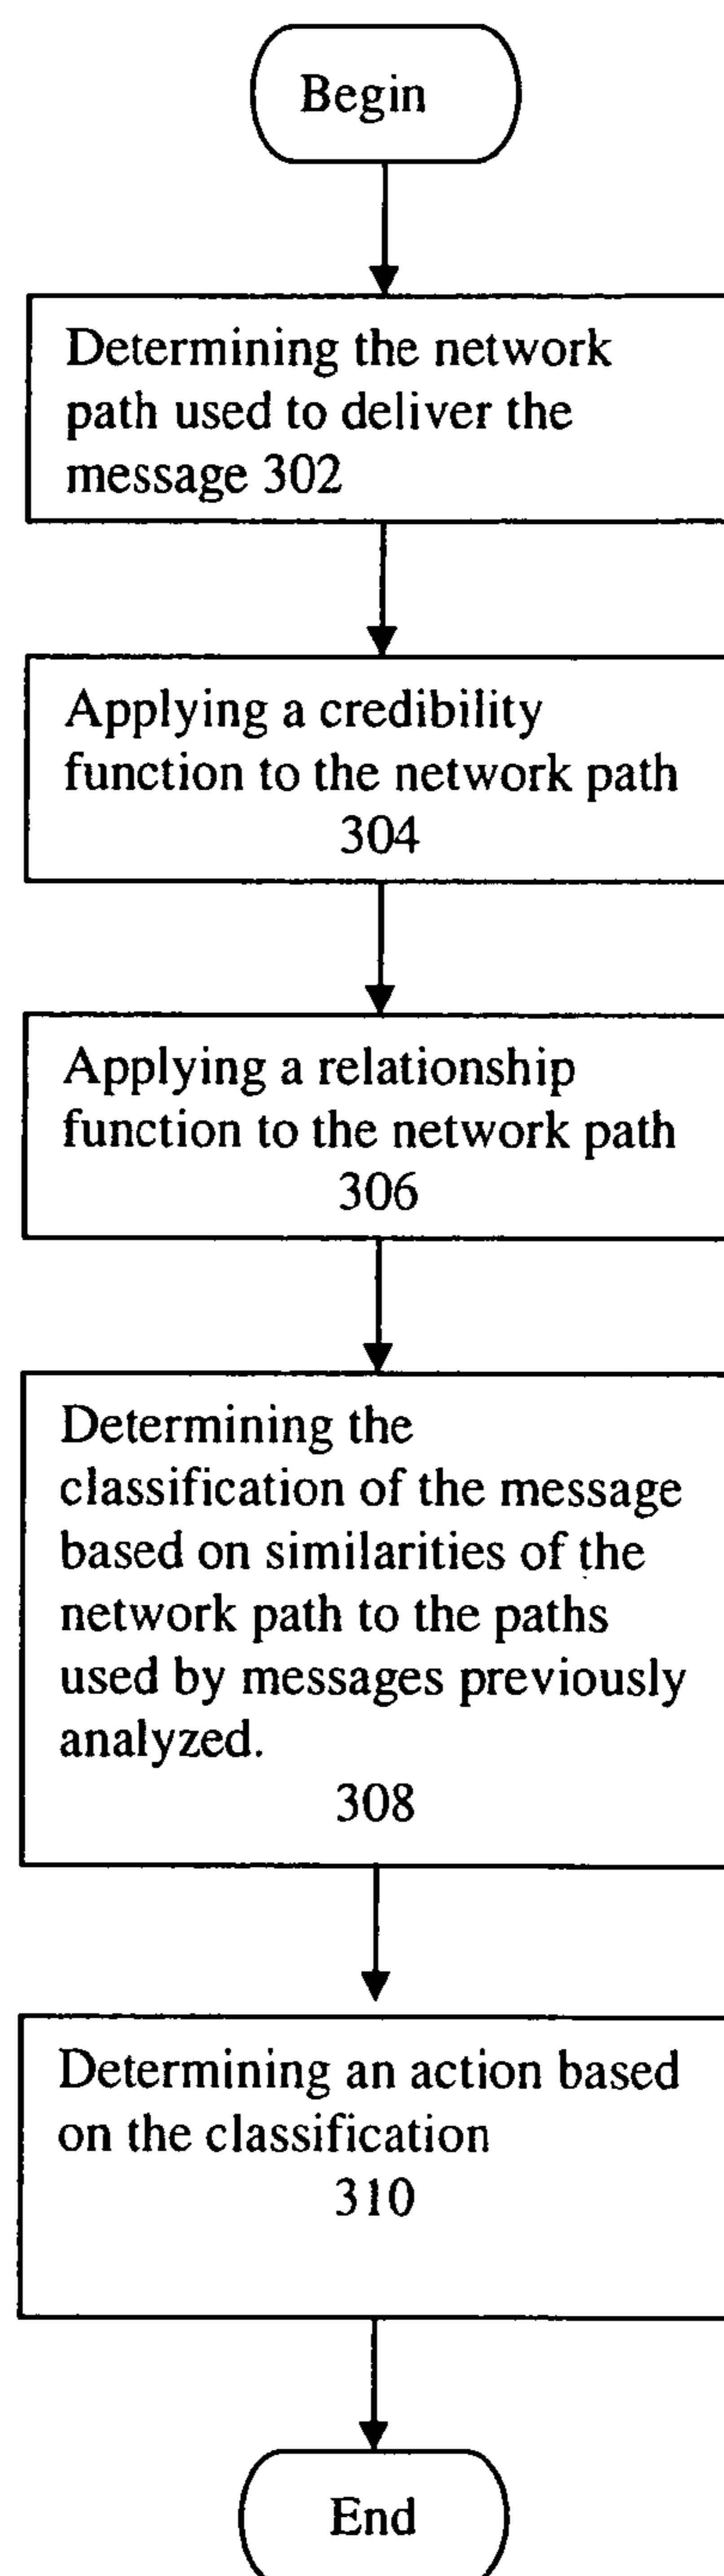 Begin
Determining the network
path used to deliver the
message 302
Applying a credibility
function to the network path
304
Applying a relationship
function to the network path
306
Determining the
classification of the message
based on similarities of the
network path to the paths
used by messages previously
analyzed.
308
Determining an action based
on the classification
310
End